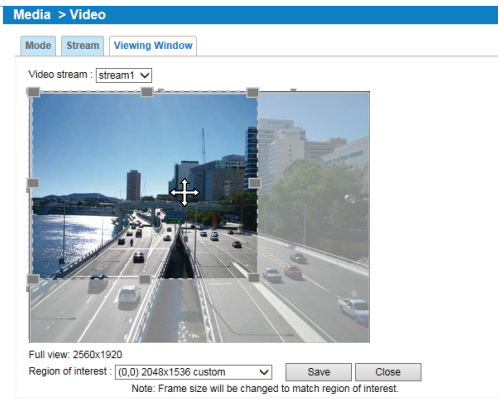 Media > Video
Mode Stream Viewing Window
Video stream : stream1
Full view: 2560x1920
Region of interest : (0,0) 2048x1536 custom Save Close
Note: Frame size will be changed to match region of interest.